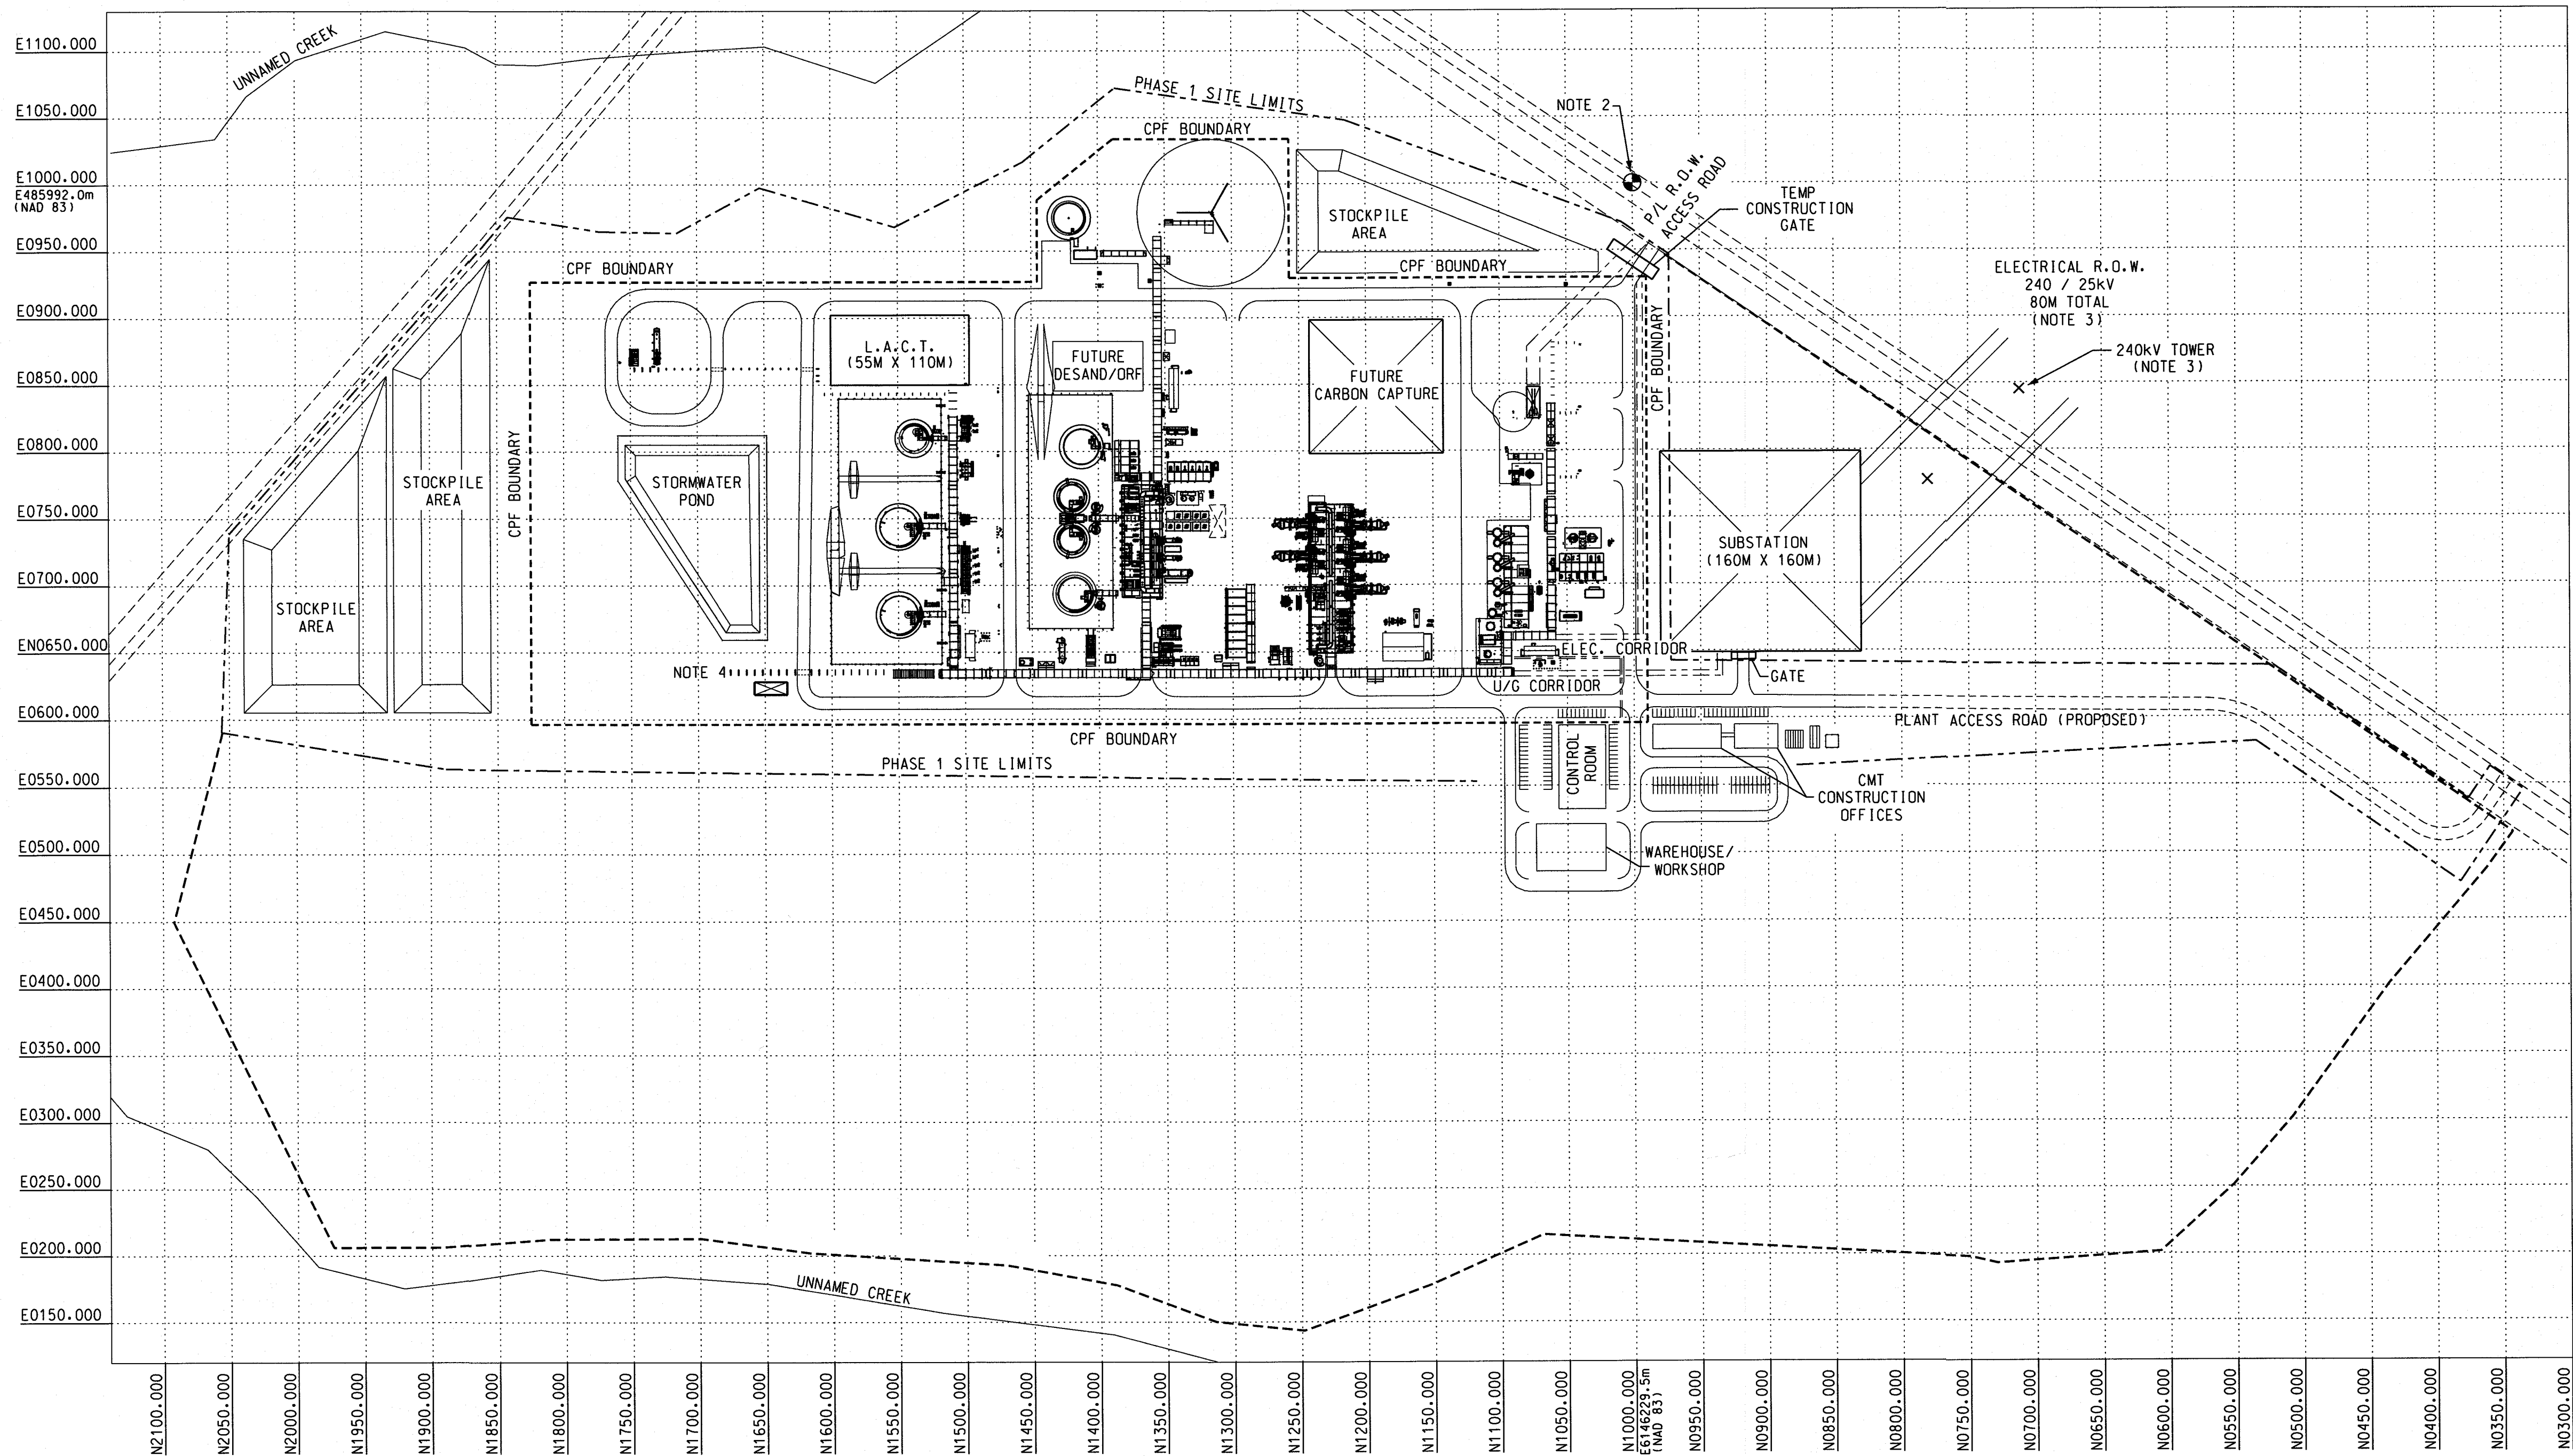 E1100.000
E1050.000
E1000.000
E485992.0m
(NAD 83)
E0950.000
E0900.000
E0850.000
E0800.000
E0750.000
E0700.000
EN0650.000
E0600.000
E0550.000
E0500.000
E0450.000
E0400.000
E0350.000
E0300.000
E0250.000
E0200.000
E0150.000
UNNAMED CREEK
PHASE 1 SITE LIMITS
CPF BOUNDARY
NOTE 2
P/L R.O.W.
ACCESS ROAD
TEMP
CONSTRUCTION
GATE
STOCKPILE
AREA
CPF BOUNDARY
CPF BOUNDARY
ELECTRICAL R.O.W.
240 / 25kV
80M TOTAL
(NOTE 3)
240kV TOWER
(NOTE 3)
L.A.C.T.
(55M X 110M)
FUTURE
DESAND/ORF
FUTURE
CARBON CAPTURE
CPF BOUNDARY
CPF BOUNDARY
STOCKPILE
AREA
STORMWATER
POND
SUBSTATION
(160M X 160M)
STOCKPILE
AREA
NOTE 4
ELEC. CORRIDOR
U/G CORRIDOR
GATE
PLANT ACCESS ROAD (PROPOSED)
CPF BOUNDARY
PHASE 1 SITE LIMITS
CONTROL
ROOM
CMT
CONSTRUCTION
OFFICES
WAREHOUSE/
WORKSHOP
UNNAMED CREEK
N2100.000
N2050.000
N2000.000
N1950.000
N1900.000
N1850.000
N1800.000
N1750.000
N1700.000
N1650.000
N1600.000
N1550.000
N1500.000
N1450.000
N1400.000
N1350.000
N1300.000
N1250.000
N1200.000
N1150.000
N1100.000
N1050.000
N1000.000
E6146229.5m
(NAD 83)
N0950.000
N0900.000
N0850.000
N0800.000
N0750.000
N0700.000
N0650.000
N0600.000
N0550.000
N0500.000
N0450.000
N0400.000
N0350.000
N0300.000